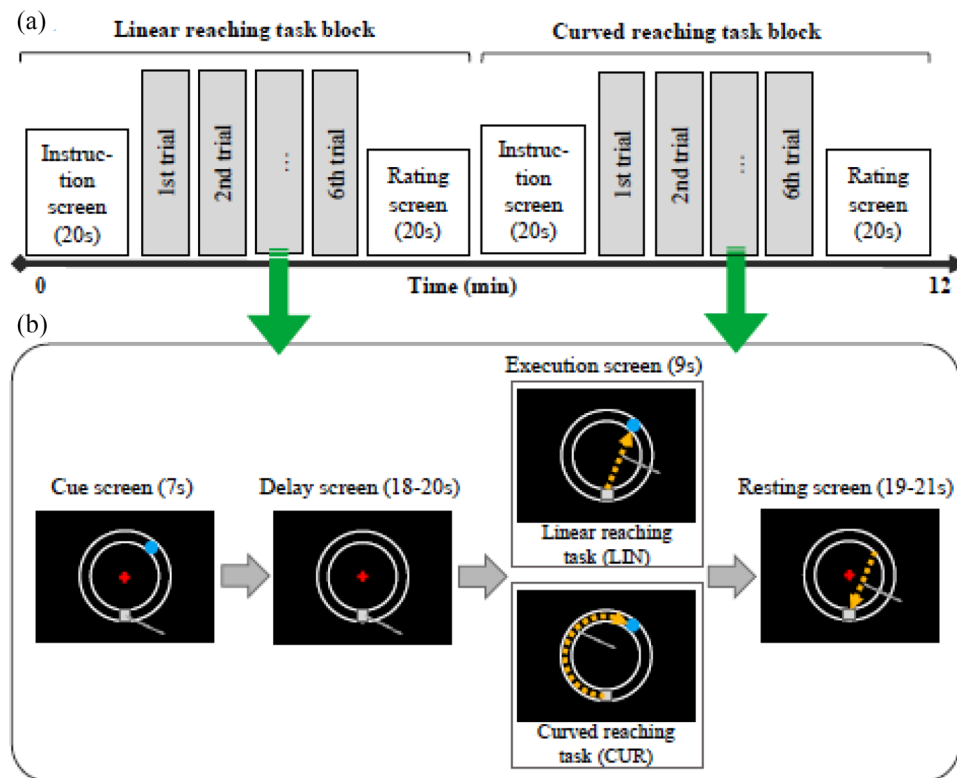 (a)
Linear reaching task block
Curved reaching task block
Instruc-
tion
screen
(20s)
1st trial
2nd trial
...
6th trial
Rating
screen
(20s)
Instruc-
tion
screen
(20s)
1st trial
2nd trial
...
6th trial
Rating
screen
(20s)
0
Time (min)
12
(b)
Cue screen (7s)
Delay screen (18-20s)
Execution screen (9s)
Linear reaching
task (LIN)
Curved reaching
task (CUR)
Resting screen (19-21s)